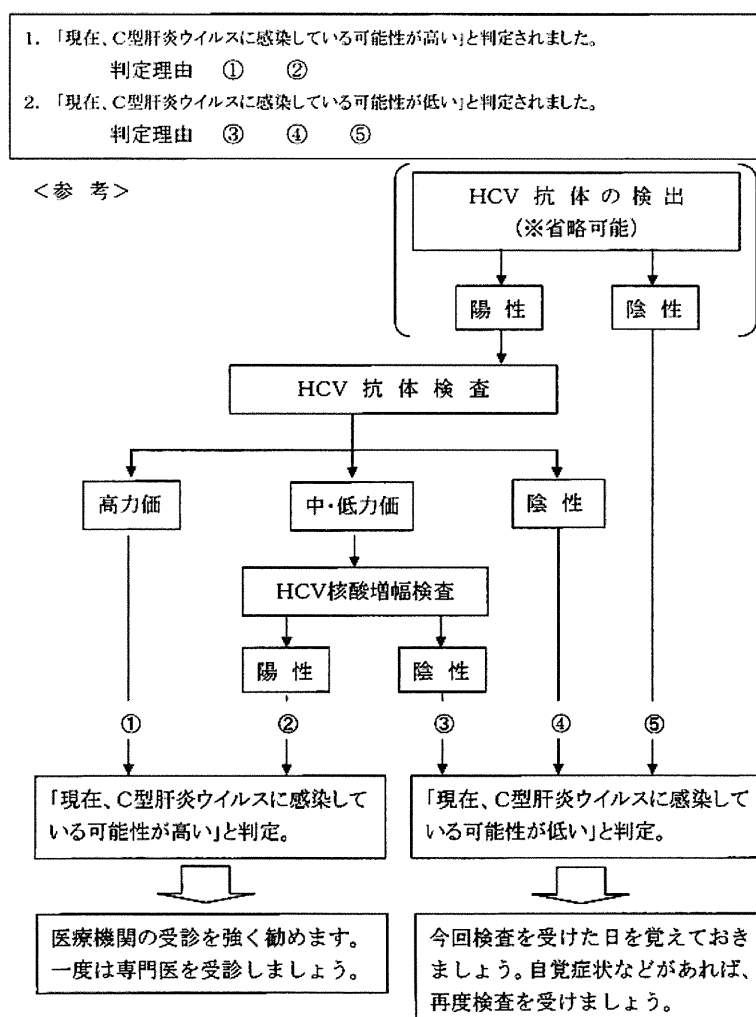 1. 「現在、C型肝炎ウイルスに感染している可能性が高い」と判定されました。
判定理由 ① ②
2. 「現在、C型肝炎ウイルスに感染している可能性が低い」と判定されました。
判定理由 ③ ④ ⑤
<参 考>
HCV 抗 体 の 検 出
(※省略可能)
陽 性
陰 性
HCV 抗 体 検 査
高力価
中・低力価
陰 性
HCV核酸増幅検査
陽 性
陰 性
① ② ③ ④ ⑤
「現在、C型肝炎ウイルスに感染して
いる可能性が高い」と判定。
「現在、C型肝炎ウイルスに感染して
いる可能性が低い」と判定。
医療機関の受診を強く勧めます。
一度は専門医を受診しましょう。
今回検査を受けた日を覚えておき
ましょう。自覚症状などがあれば、
再度検査を受けましょう。